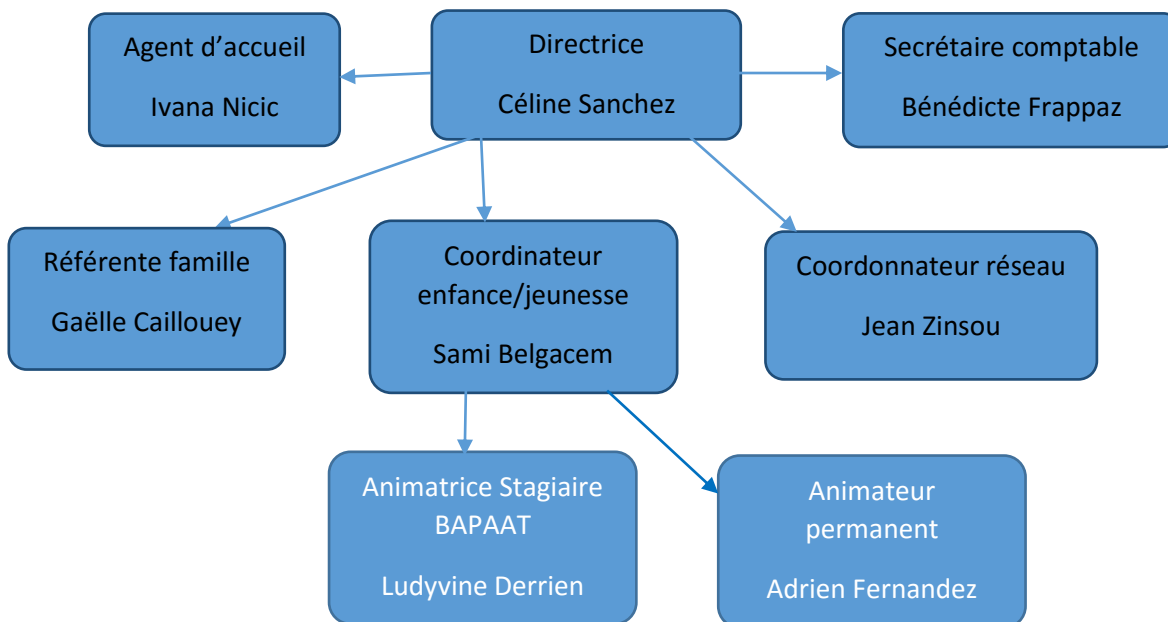 Agent d’accueil
Ivana Nicic
Directrice
Céline Sanchez
Secrétaire comptable
Bénédicte Frappaz
Référente famille
Gaëlle Caillouey
Coordinateur
enfance/jeunesse
Sami Belgacem
Coordonnateur réseau
Jean Zinsou
Animatrice Stagiaire
BAPAAT
Ludyvine Derrien
Animateur
permanent
Adrien Fernandez